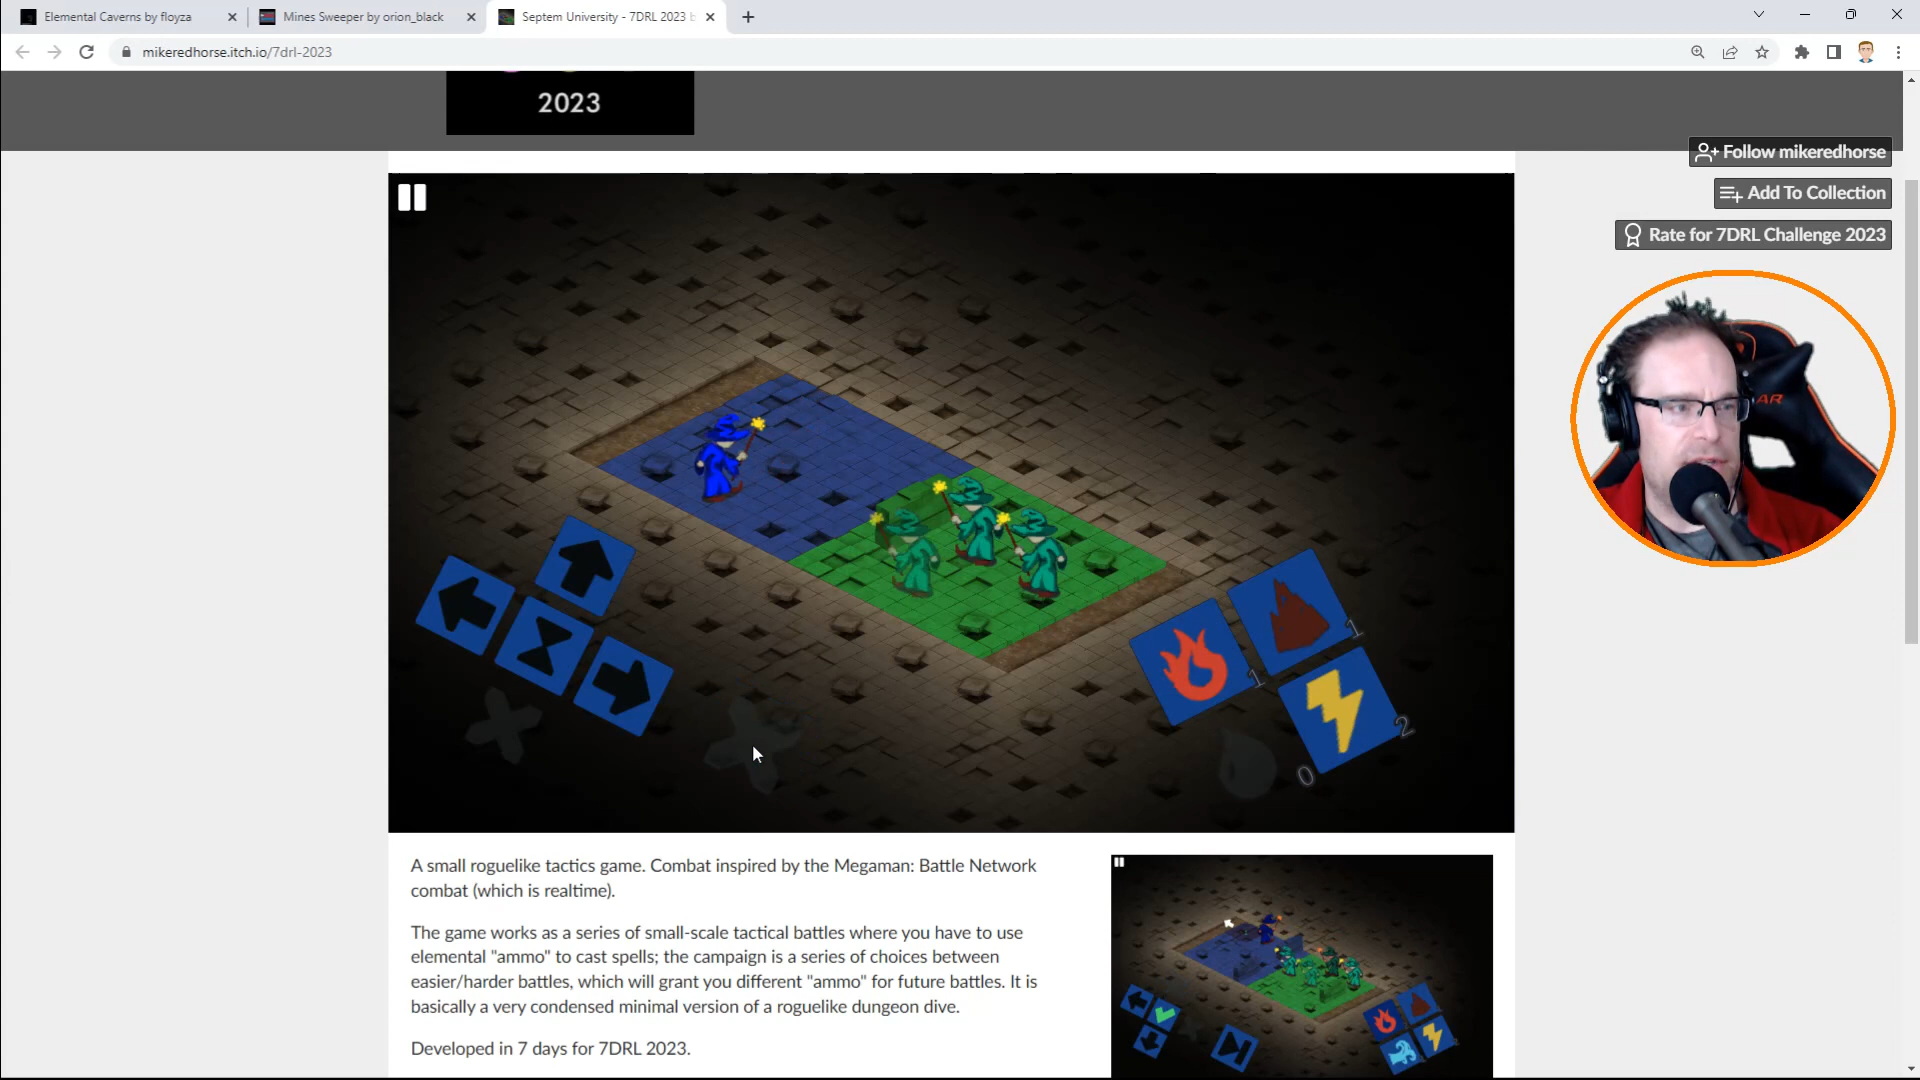 Elemental Caverns by floyza
Mines Sweeper by orion_black
Septem University - 7DRL 2023 b
mikeredhorse.itch.io/7drl-2023
2023
Follow mikeredhorse
Add To Collection
Rate for 7DRL Challenge 2023
AR
1
1
2
0
A small roguelike tactics game. Combat inspired by the Megaman: Battle Network
combat (which is realtime).
The game works as a series of small-scale tactical battles where you have to use
elemental "ammo" to cast spells; the campaign is a series of choices between
easier/harder battles, which will grant you different "ammo" for future battles. It is
basically a very condensed minimal version of a roguelike dungeon dive.
Developed in 7 days for 7DRL 2023.